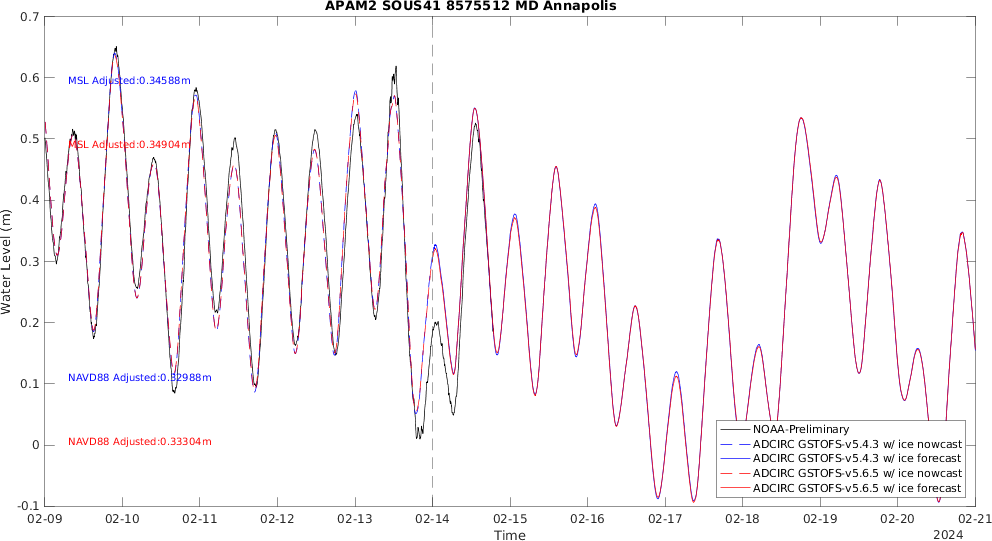 APAM2 SOUS41 8575512 MD Annapolis
0.7
0.6
0.5
0.4
0.3
0.2
0.1
0
-0.1
Water Level (m)
MSL Adjusted:0.34588m
MSL Adjusted:0.34904m
NAVD88 Adjusted:0.32988m
NAVD88 Adjusted:0.33304m
NOAA-Preliminary
ADCIRC GSTOFS-v5.4.3 w/ ice nowcast
ADCIRC GSTOFS-v5.4.3 w/ ice forecast
ADCIRC GSTOFS-v5.6.5 w/ ice nowcast
ADCIRC GSTOFS-v5.6.5 w/ ice forecast
02-09 02-10 02-11 02-12 02-13 02-14 02-15 02-16 02-17 02-18 02-19 02-20 02-21
Time
2024